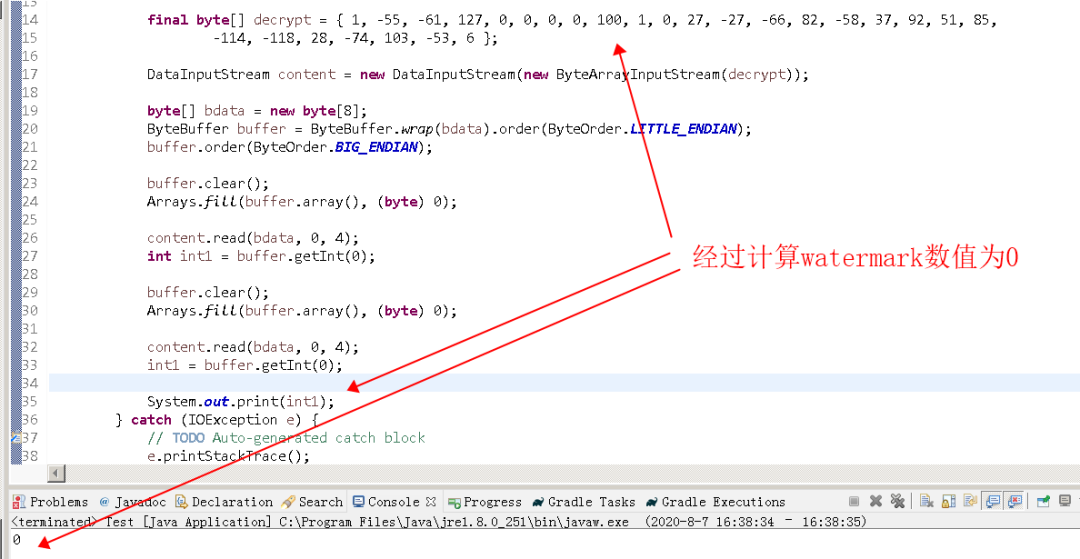 13
14 final byte[] decrypt = { 1, -55, -61, 127, 0, 0, 0, 0, 100, 1, 0, 27, -27, -66, 82, -58, 37, 92, 51, 85,
15 -114, -118, 28, -74, 103, -53, 6 };
16
17 DataInputStream content = new DataInputStream(new ByteArrayInputStream(decrypt));
18
19 byte[] bdata = new byte[8];
20 ByteBuffer buffer = ByteBuffer.wrap(bdata).order(ByteOrder.LITTLE_ENDIAN);
21 buffer.order(ByteOrder.BIG_ENDIAN);
22
23 buffer.clear();
24 Arrays.fill(buffer.array(), (byte) 0);
25
26 content.read(bdata, 0, 4);
27 int int1 = buffer.getInt(0);
经过计算watermark数值为0
28
29 buffer.clear();
30 Arrays.fill(buffer.array(), (byte) 0);
31
32 content.read(bdata, 0, 4);
33 int1 = buffer.getInt(0);
34
35 System.out.print(int1);
36 } catch (IOException e) {
37 // TODO Auto-generated catch block
38 e.printStackTrace();
Problems @ Javadoc Declaration Search Console Progress Gradle Tasks Gradle Executions
<terminated> Test [Java Application] C:\Program Files\Java\jre1.8.0_251\bin\javaw.exe (2020-8-7 16:38:34 – 16:38:35)
0